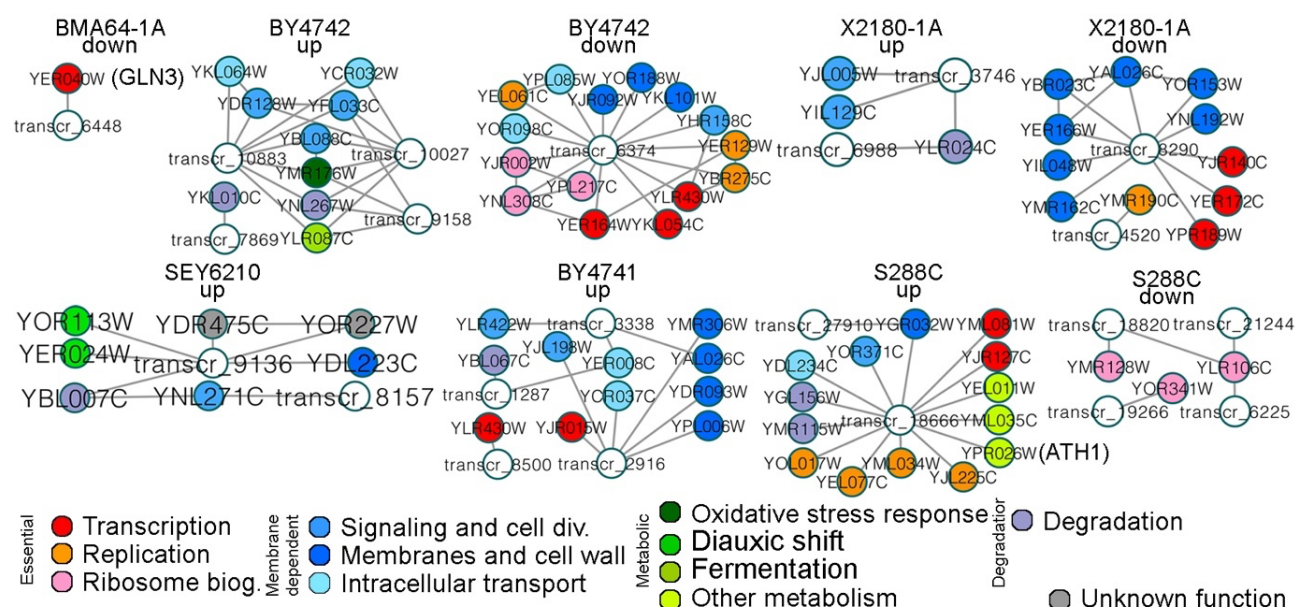 BMA64-1A
down
YER040W (GLN3)
transcr_6448
BY4742
up
YKL064W
YCR032W
YDR128W
YFL033C
YBL088C
transcr_10883
transcr_10027
YMR176W
YKL010C
YNL267W
transcr_9158
transcr_7869
YLR087C
BY4742
down
YPL085W
YOR188W
YEL061C
YJR092W
YKL101W
YOR098C
YHR158C
transcr_6374
YER129W
YJR002W
YPL217C
YBR275C
YNL308C
YLR430W
YER164W
YKL054C
X2180-1A
up
YJL005W
transcr_3746
YIL129C
transcr_6988
YLR024C
X2180-1A
down
YBR023C
YAL026C
YOR153W
YER166W
YNL192W
transcr_8290
YIL048W
YJR140C
YMR162C
YMR190C
YER172C
transcr_4520
YPR189W
SEY6210
up
YOR113W
YDR475C
YOR227W
YER024W
transcr_9136
YDL223C
YBL007C
YNL271C
transcr_8157
BY4741
up
YLR422W
transcr_3338
YMR306W
YJL198W
YBL067C
YER008C
YAL026C
transcr_1287
YOR037C
YDR093W
YLR430W
YJR015W
YPL006W
transcr_8500
transcr_2916
S288C
up
transcr_27910
YGR032W
YML081W
YOR371C
YDL234C
YJR127C
YGL156W
YEL011W
YMR115W
transcr_18666
YML035C
YPR026W (ATH1)
YOL017W
YML034W
YEL077C
YJL225C
S288C
down
transcr_18820
transcr_21244
YMR128W
YLR106C
YOR341W
transcr_19266
transcr_6225
Essential
Transcription
Replication
Ribosome biog.
Membrane
dependent
Signaling and cell div.
Membranes and cell wall
Intracellular transport
Metabolic
Oxidative stress response
Diauxic shift
Fermentation
Other metabolism
Degradation
Degradation
Unknown function